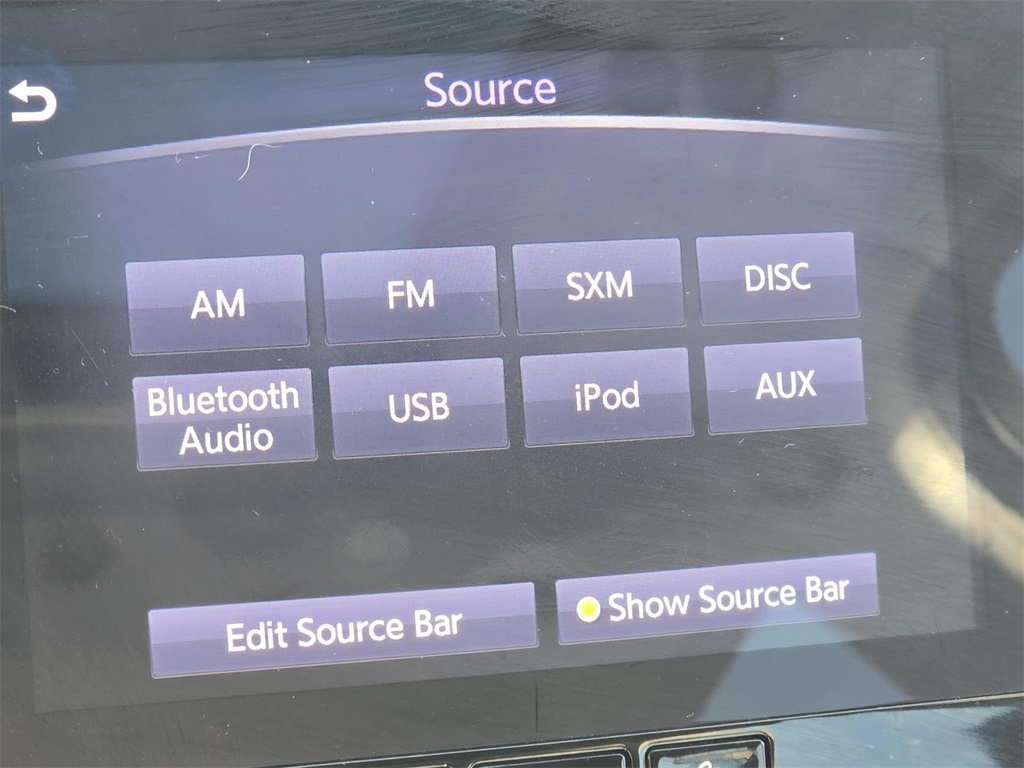 Source
AM
FM
SXM
DISC
Bluetooth
Audio
USB
iPod
AUX
Edit Source Bar
Show Source Bar